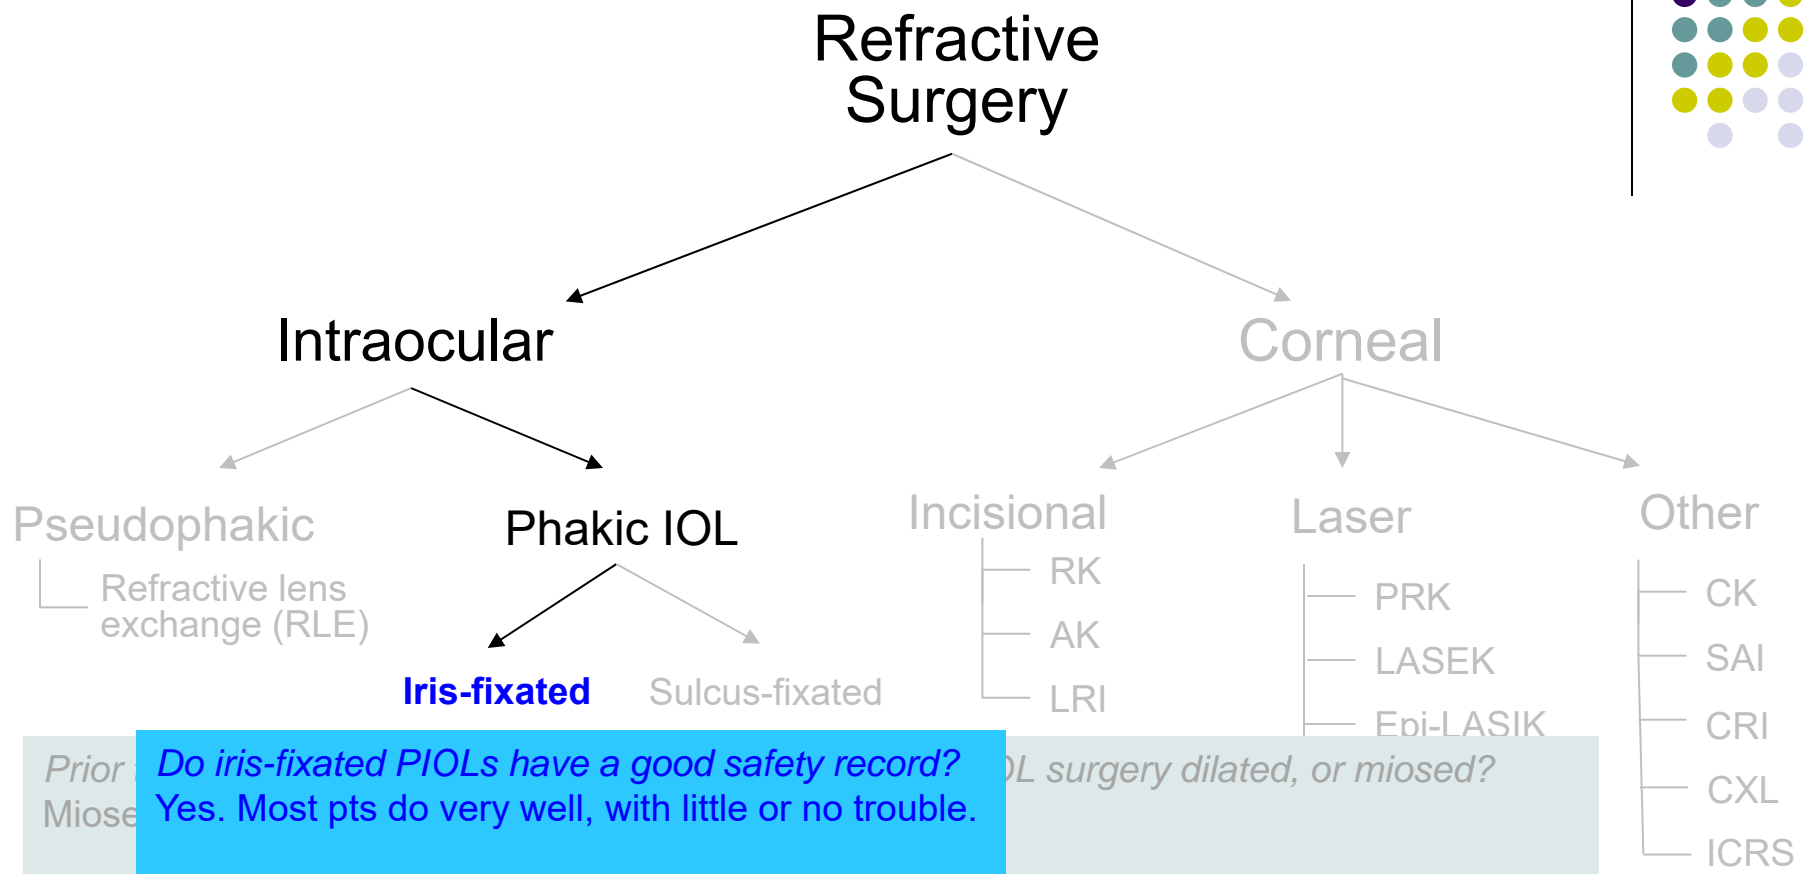 Refractive
Surgery
Intraocular
Corneal
Pseudophakic
Refractive lens
exchange (RLE)
Phakic IOL
Iris-fixated
Sulcus-fixated
Incisional
RK
AK
LRI
Laser
PRK
LASEK
Epi-LASIK
Other
CK
SAI
CRI
CXL
ICRS
Prior
surgery dilated, or miosed?
Do iris-fixated PIOLs have a good safety record?
Yes. Most pts do very well, with little or no trouble.